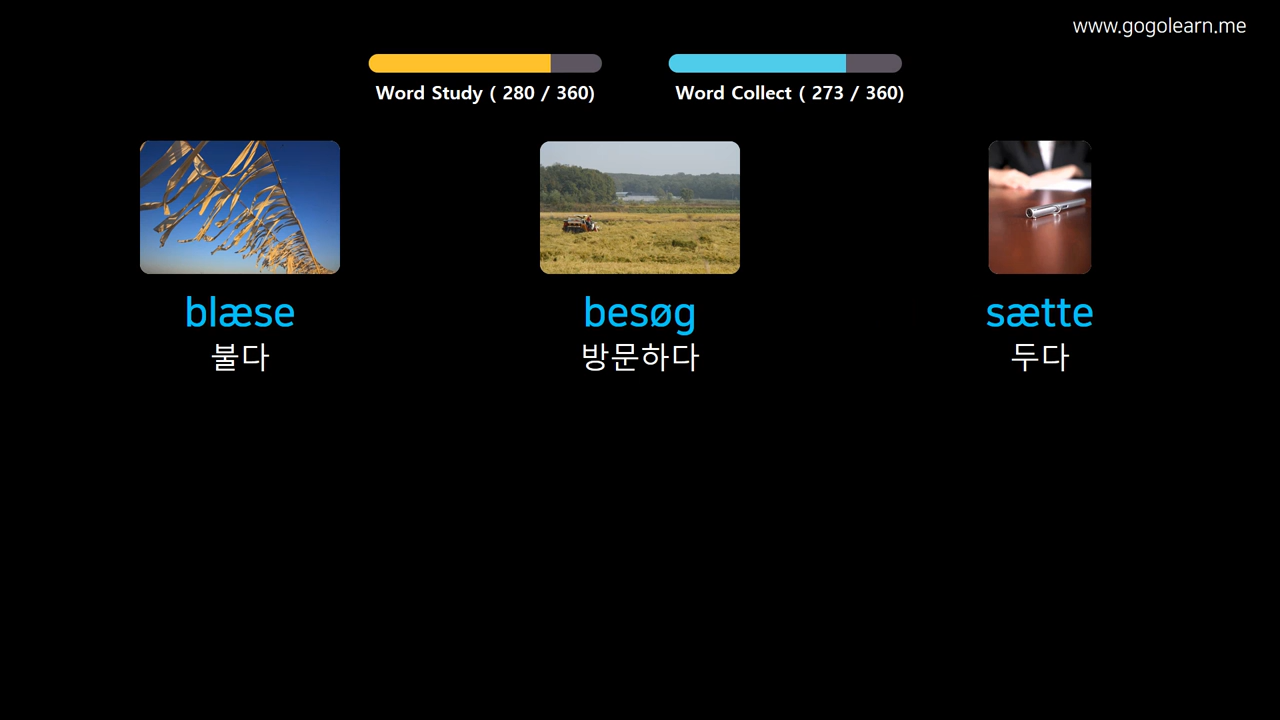 www.gogolearn.me
Word Study ( 280 / 360)
Word Collect ( 273 / 360)
blæse
불다
besøg
방문하다
sætte
두다